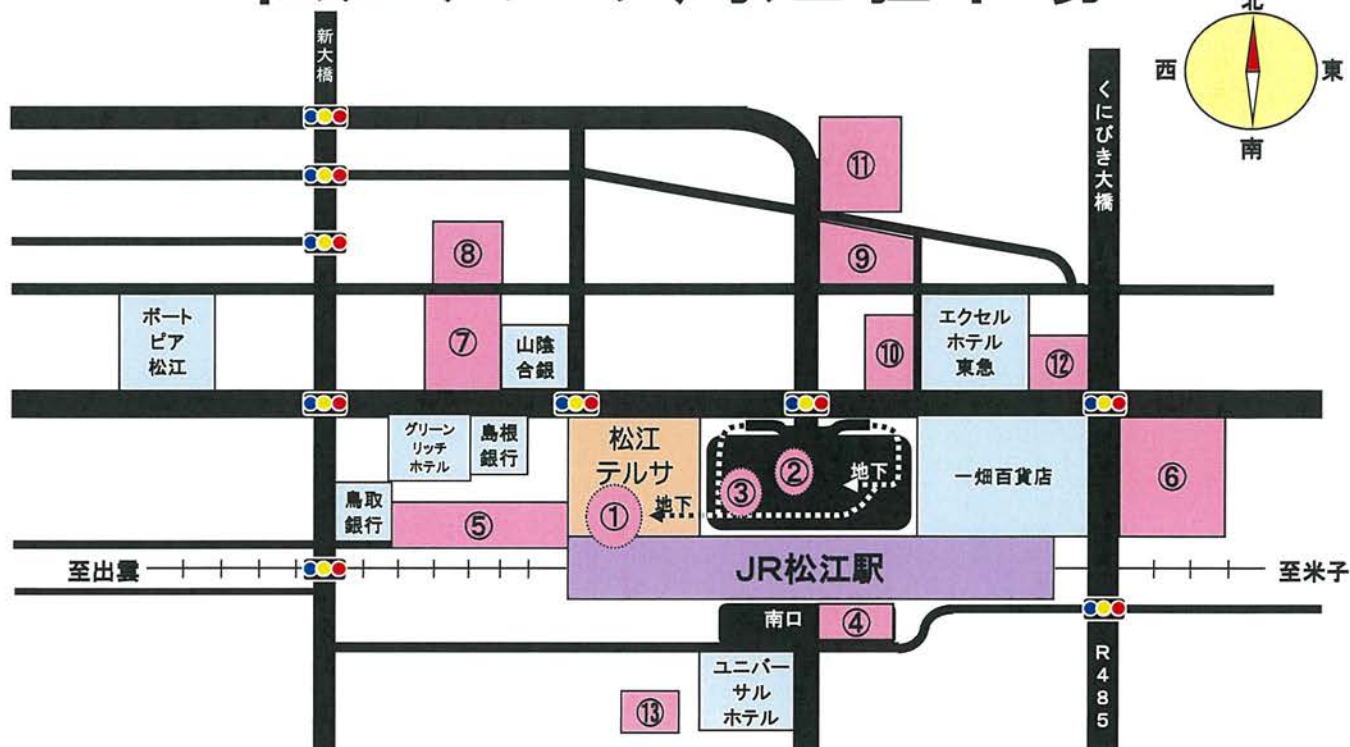 北
西
東
南
新大橋
くにびき大橋
⑪
⑧
⑨
ボート
ピア
松江
⑦
山陰
合銀
⑩
エクセル
ホテル
東急
⑫
グリーン
リッチ
ホテル
島根
銀行
松江
テルサ
②
③
地下
一畑百貨店
⑥
鳥取
銀行
⑤
①
地下
至出雲
JR松江駅
至米子
南口
④
ユニバー
サル
ホテル
⑬
R485